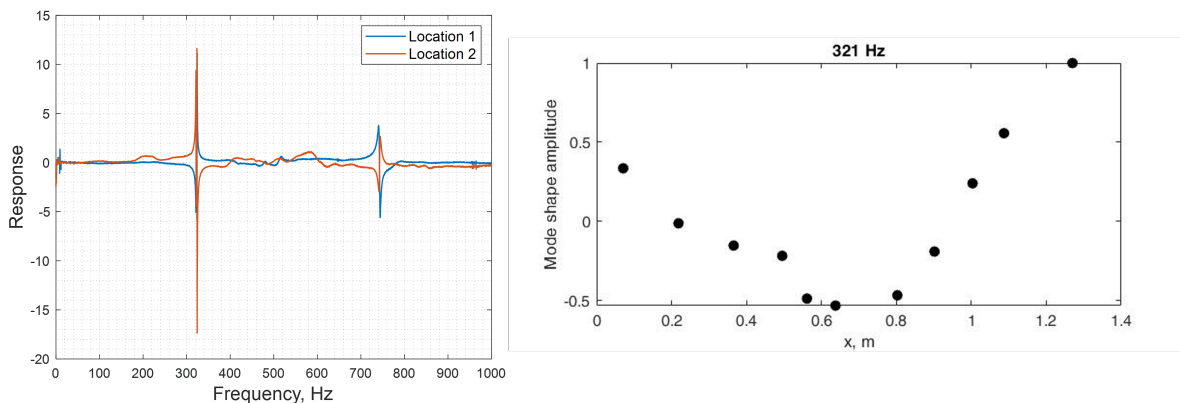 15
10
5
0
-5
-10
-15
-20
Response
Location 1
Location 2
0 100 200 300 400 500 600 700 800 900 1000
Frequency, Hz
321 Hz
1
0.5
0
-0.5
Mode shape amplitude
0 0.2 0.4 0.6 0.8 1 1.2 1.4
x, m